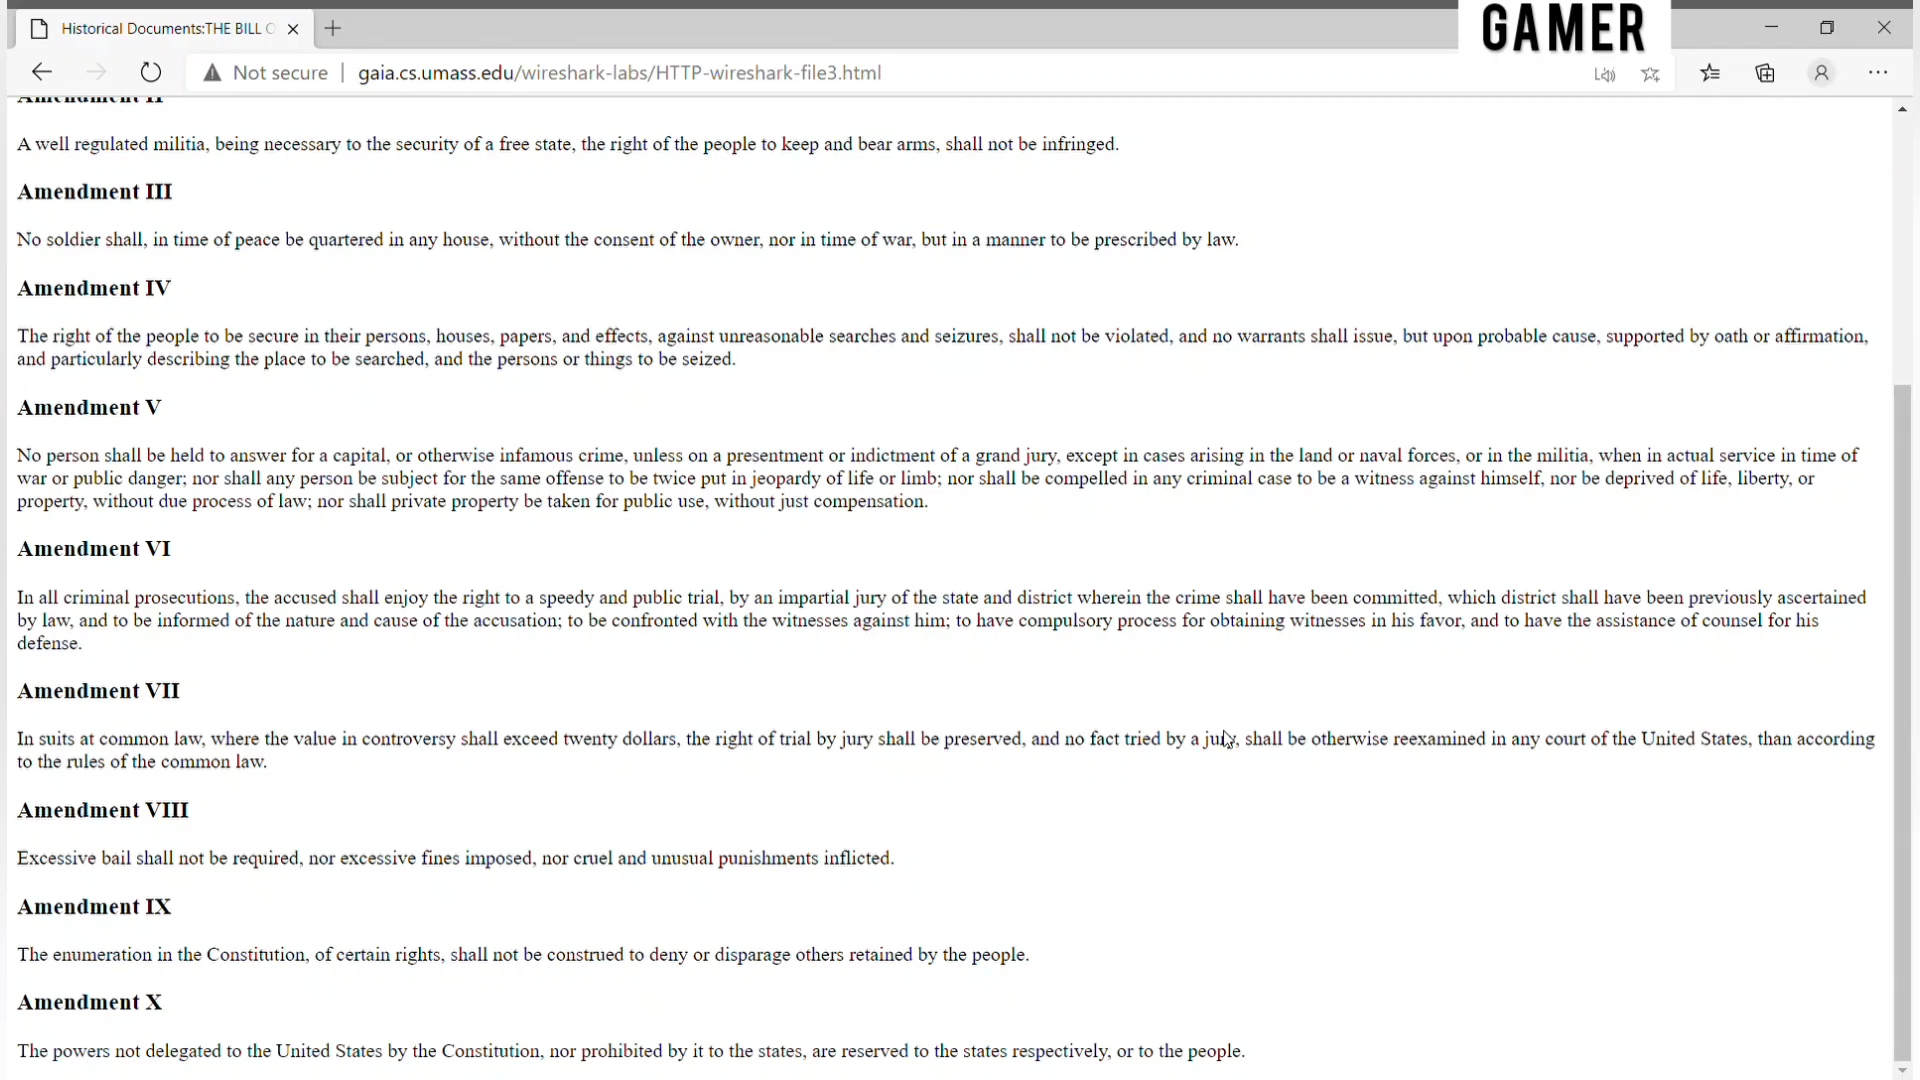 GAMER
Historical Documents:THE BILL
Not secure | gaia.cs.umass.edu/wireshark-labs/HTTP-wireshark-file3.html
Amendment II
A well regulated militia, being necessary to the security of a free state, the right of the people to keep and bear arms, shall not be infringed.
Amendment III
No soldier shall, in time of peace be quartered in any house, without the consent of the owner, nor in time of war, but in a manner to be prescribed by law.
Amendment IV
The right of the people to be secure in their persons, houses, papers, and effects, against unreasonable searches and seizures, shall not be violated, and no warrants shall issue, but upon probable cause, supported by oath or affirmation,
and particularly describing the place to be searched, and the persons or things to be seized.
Amendment V
No person shall be held to answer for a capital, or otherwise infamous crime, unless on a presentment or indictment of a grand jury, except in cases arising in the land or naval forces, or in the militia, when in actual service in time of
war or public danger; nor shall any person be subject for the same offense to be twice put in jeopardy of life or limb; nor shall be compelled in any criminal case to be a witness against himself, nor be deprived of life, liberty, or
property, without due process of law; nor shall private property be taken for public use, without just compensation.
Amendment VI
In all criminal prosecutions, the accused shall enjoy the right to a speedy and public trial, by an impartial jury of the state and district wherein the crime shall have been committed, which district shall have been previously ascertained
by law, and to be informed of the nature and cause of the accusation; to be confronted with the witnesses against him; to have compulsory process for obtaining witnesses in his favor, and to have the assistance of counsel for his
defense.
Amendment VII
In suits at common law, where the value in controversy shall exceed twenty dollars, the right of trial by jury shall be preserved, and no fact tried by a jury, shall be otherwise reexamined in any court of the United States, than according
to the rules of the common law.
Amendment VIII
Excessive bail shall not be required, nor excessive fines imposed, nor cruel and unusual punishments inflicted.
Amendment IX
The enumeration in the Constitution, of certain rights, shall not be construed to deny or disparage others retained by the people.
Amendment X
The powers not delegated to the United States by the Constitution, nor prohibited by it to the states, are reserved to the states respectively, or to the people.